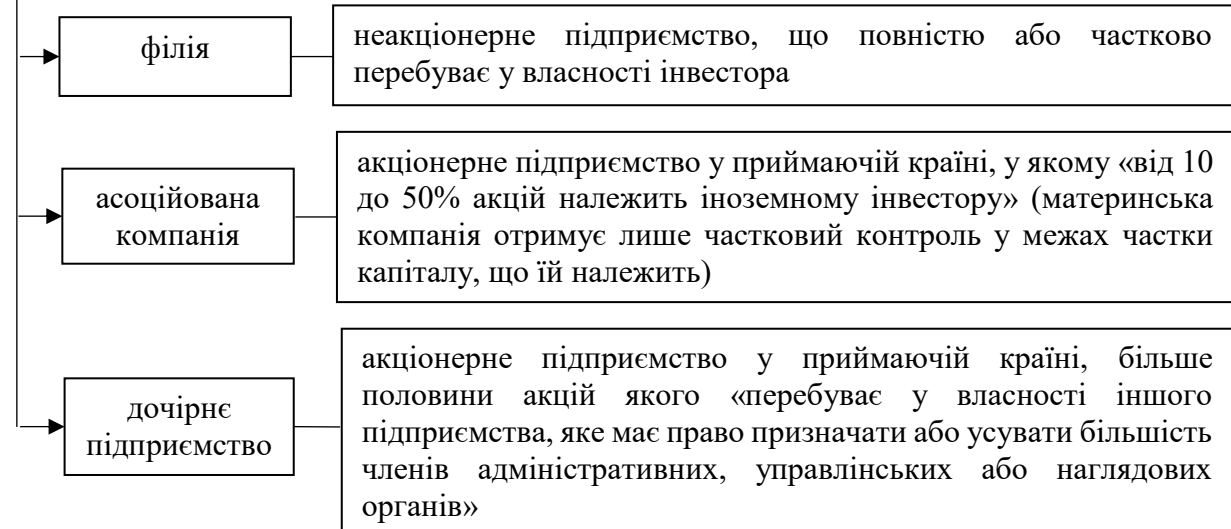 філія
неакціонерне підприємство, що повністю або частково
перебуває у власності інвестора
асоційована
компанія
акціонерне підприємство у приймаючій країні, у якому «від 10
до 50% акцій належить іноземному інвестору» (материнська
компанія отримує лише частковий контроль у межах частки
капіталу, що їй належить)
дочірнє
підприємство
акціонерне підприємство у приймаючій країні, більше
половини акцій якого «перебуває у власності іншого
підприємства, яке має право призначати або усувати більшість
членів адміністративних, управлінських або наглядових
органів»